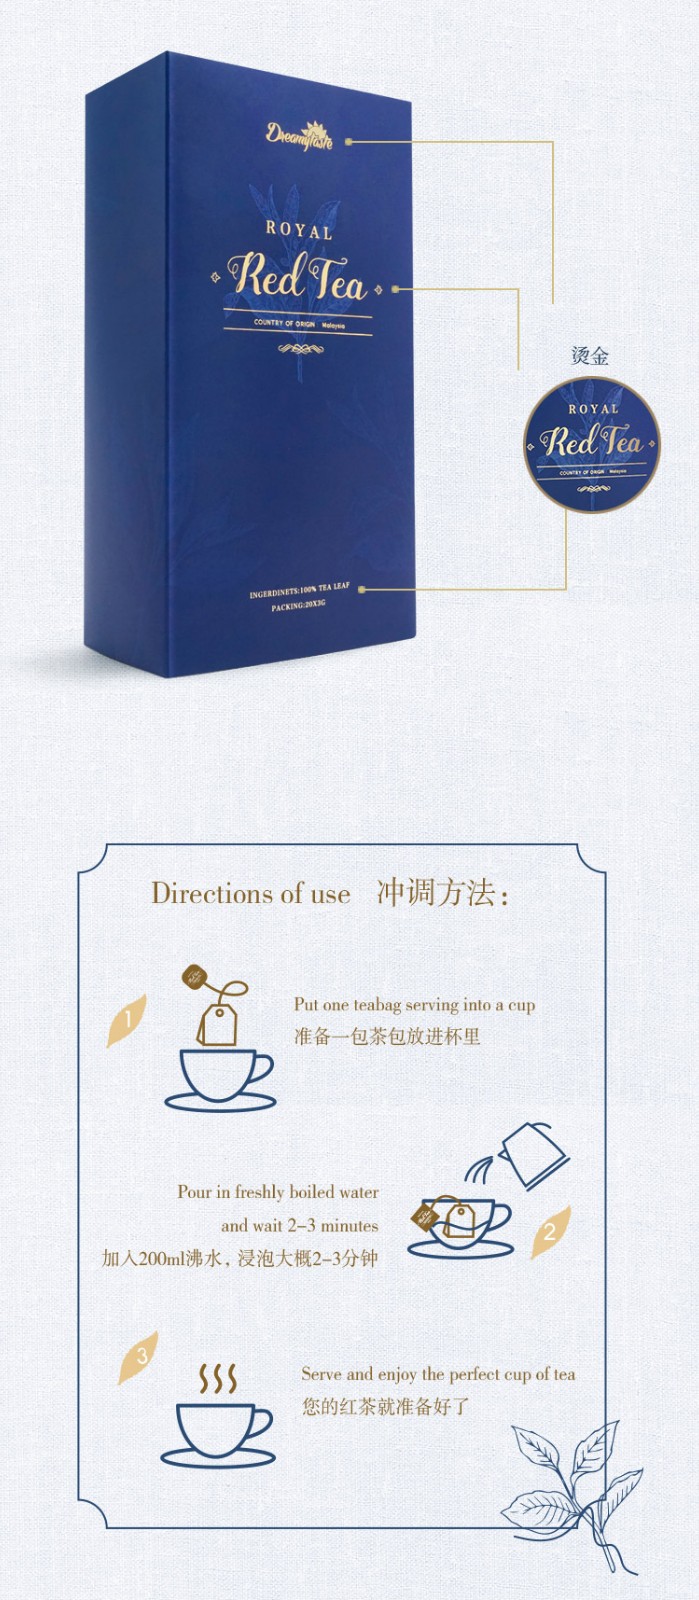 Dreamytaste
ROYAL
Red Tea
COUNTRY OF ORIGIN Malaysia
INGERDINETS:100% TEA LEAF
PACKING:20X3G
烫金
ROYAL
Red Tea
COUNTRY OF ORIGIN Malaysia
Directions of use 冲调方法：
1
Put one teabag serving into a cup
准备一包茶包放进杯里
Pour in freshly boiled water
and wait 2-3 minutes
加入200ml沸水，浸泡大概2-3分钟
2
3
Serve and enjoy the perfect cup of tea
您的红茶就准备好了